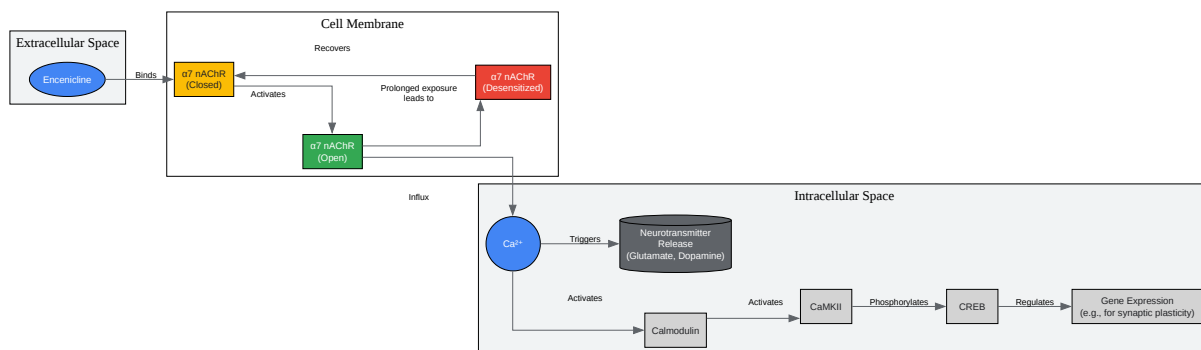 Extracellular Space
Encenicline
Binds
Cell Membrane
Recovers
α7 nAChR
(Closed)
Activates
Prolonged exposure
leads to
α7 nAChR
(Desensitized)
α7 nAChR
(Open)
Influx
Intracellular Space
Ca²⁺
Triggers
Neurotransmitter
Release
(Glutamate, Dopamine)
Activates
Calmodulin
Activates
CaMKII
Phosphorylates
CREB
Regulates
Gene Expression
(e.g., for synaptic plasticity)